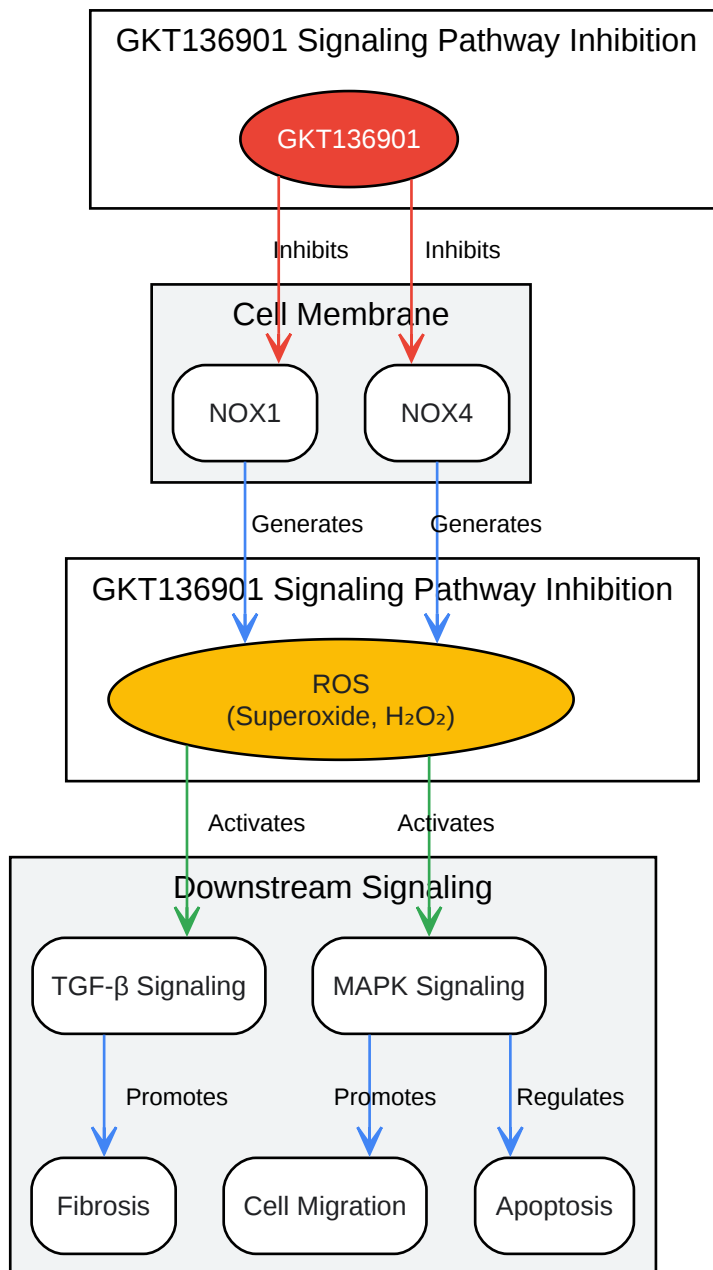 GKT136901 Signaling Pathway Inhibition
GKT136901
Inhibits
Inhibits
Cell Membrane
NOX1
NOX4
Generates
Generates
GKT136901 Signaling Pathway Inhibition
ROS
(Superoxide, H₂O₂)
Activates
Activates
Downstream Signaling
TGF-β Signaling
MAPK Signaling
Promotes
Promotes
Regulates
Fibrosis
Cell Migration
Apoptosis